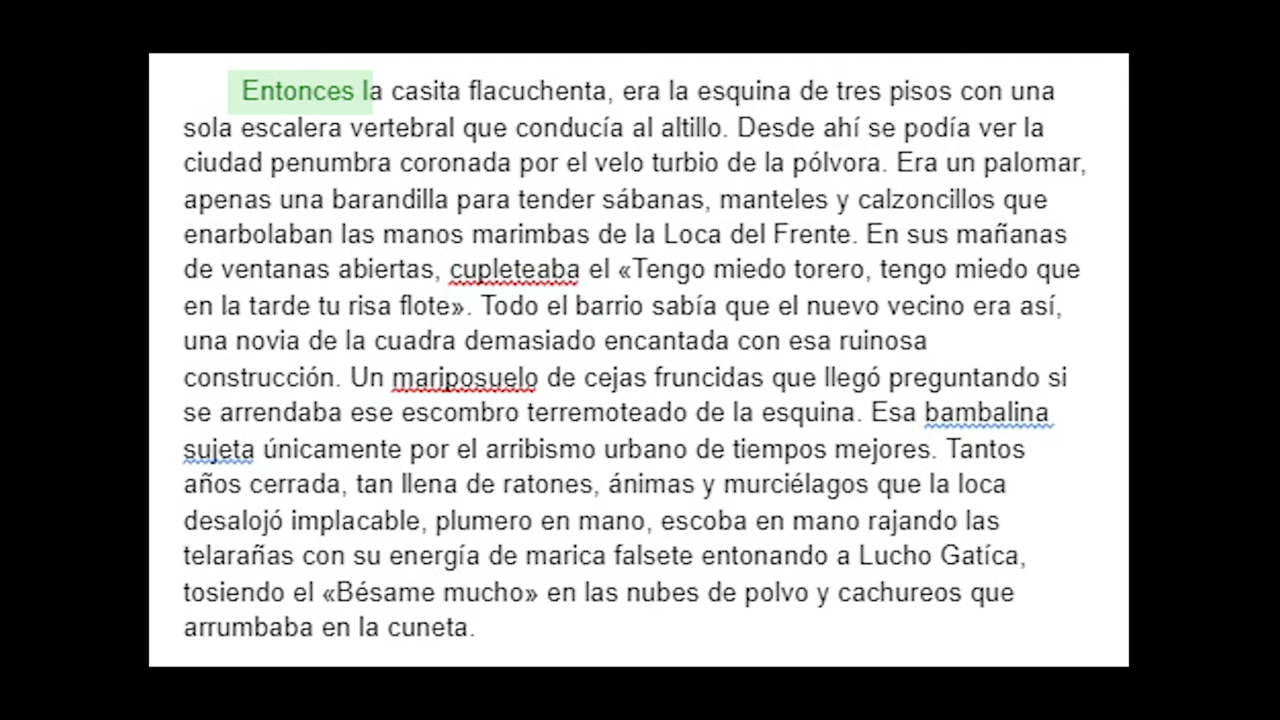 Entonces la casita flacuchenta, era la esquina de tres pisos con una
sola escalera vertebral que conducía al altillo. Desde ahí se podía ver la
ciudad penumbra coronada por el velo turbio de la pólvora. Era un palomar,
apenas una barandilla para tender sábanas, manteles y calzoncillos que
enarbolaban las manos marimbas de la Loca del Frente. En sus mañanas
de ventanas abiertas, cupleteaba el «Tengo miedo torero, tengo miedo que
en la tarde tu risa flote». Todo el barrio sabía que el nuevo vecino era así,
una novia de la cuadra demasiado encantada con esa ruinosa
construcción. Un mariposuelo de cejas fruncidas que llegó preguntando si
se arrendaba ese escombro terremoteado de la esquina. Esa bambalina
sujeta únicamente por el arribismo urbano de tiempos mejores. Tantos
años cerrada, tan llena de ratones, ánimas y murciélagos que la loca
desalojó implacable, plumero en mano, escoba en mano rajando las
telarañas con su energía de marica falsete entonando a Lucho Gatíca,
tosiendo el «Bésame mucho» en las nubes de polvo y cachureos que
arrumbaba en la cuneta.